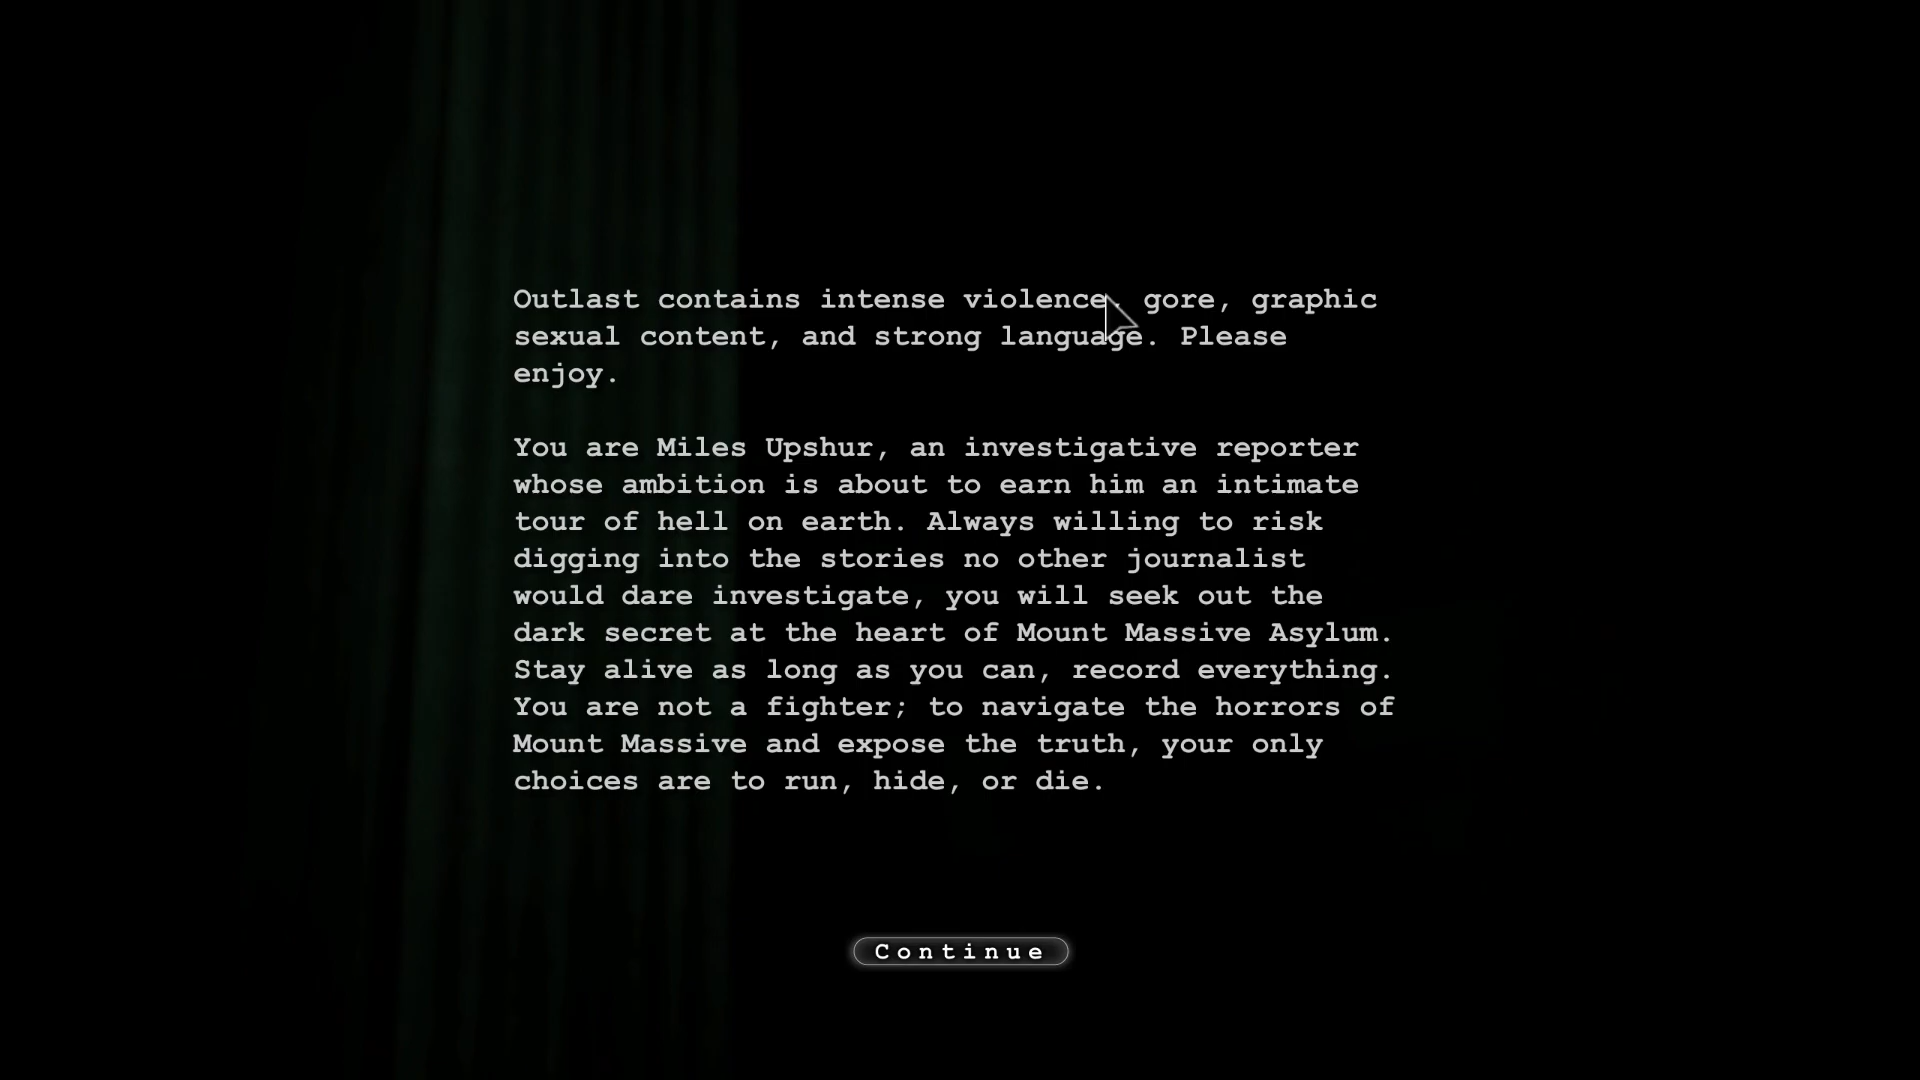 Outlast contains intense violence, gore, graphic
sexual content, and strong language. Please
enjoy.
You are Miles Upshur, an investigative reporter
whose ambition is about to earn him an intimate
tour of hell on earth. Always willing to risk
digging into the stories no other journalist
would dare investigate, you will seek out the
dark secret at the heart of Mount Massive Asylum.
Stay alive as long as you can, record everything.
You are not a fighter; to navigate the horrors of
Mount Massive and expose the truth, your only
choices are to run, hide, or die.
Continue